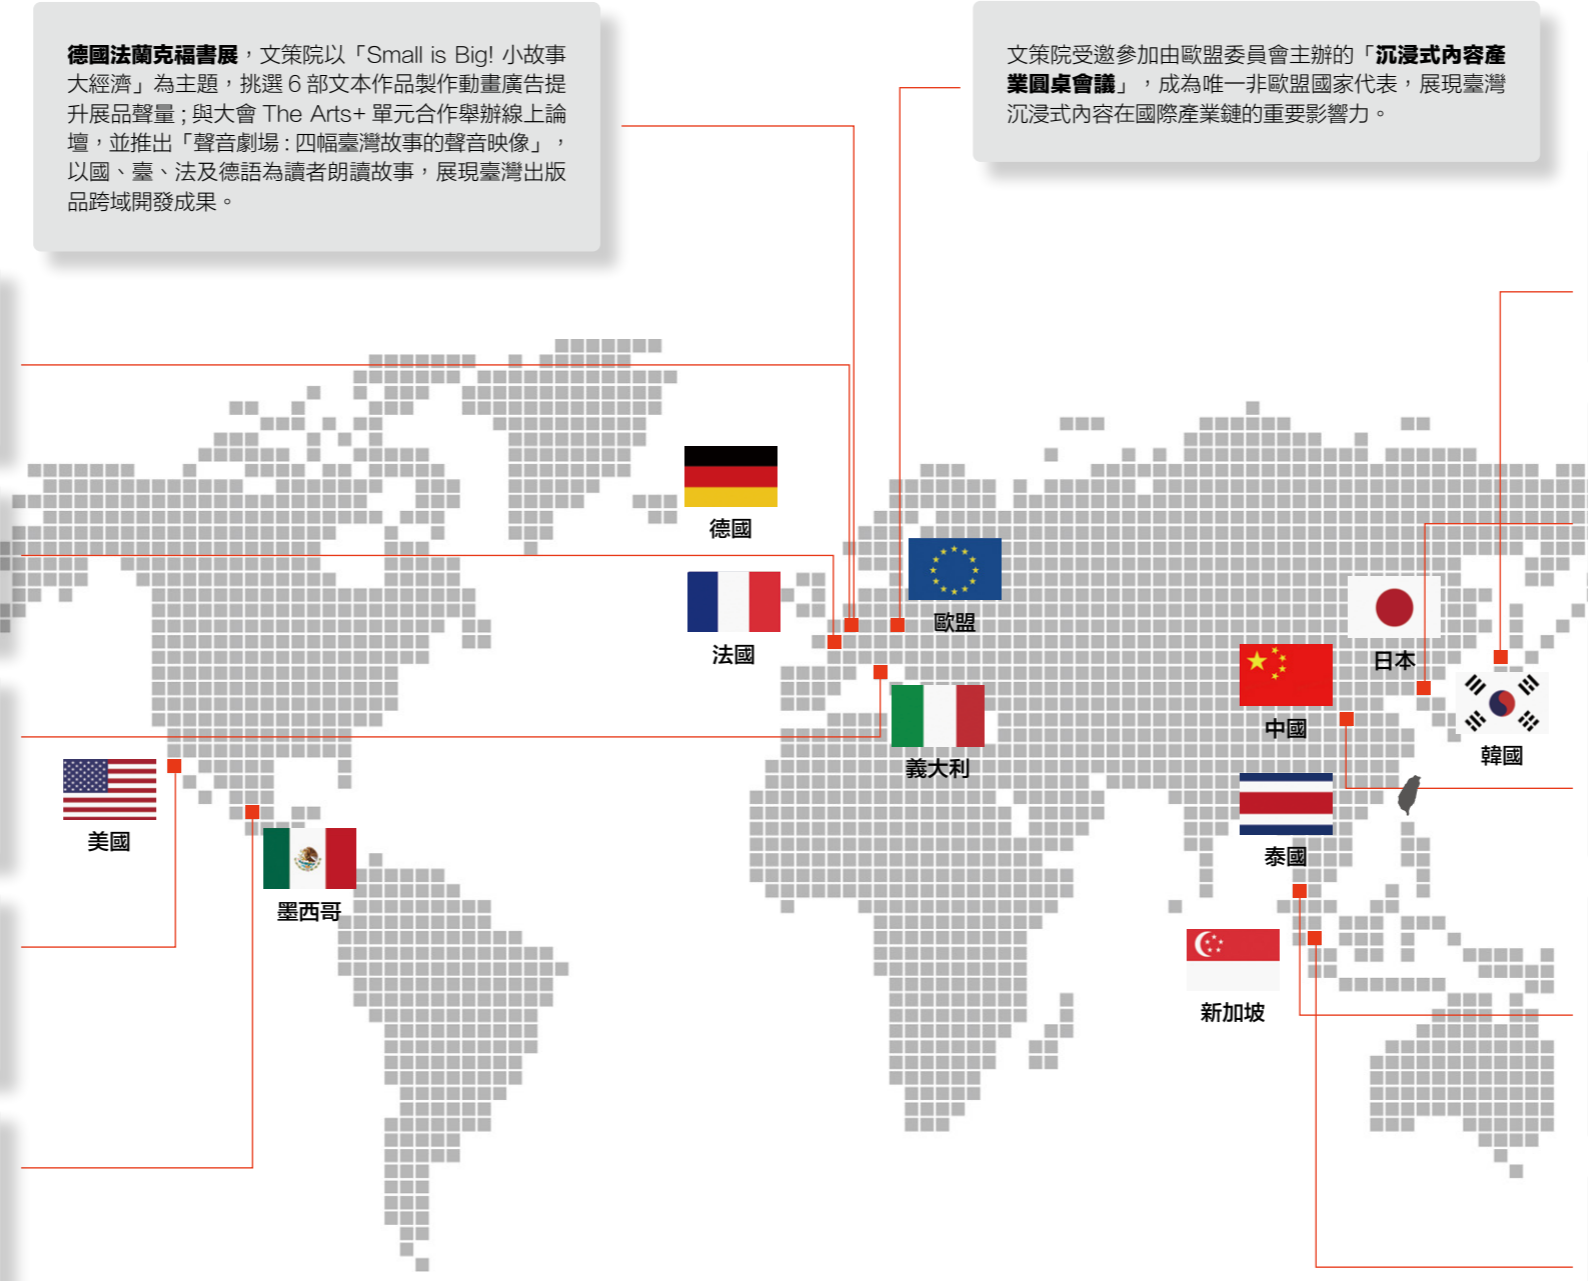 德國法蘭克福書展，文策院以「Small is Big! 小故事
大經濟」為主題，挑選 6 部文本作品製作動畫廣告提
升展品聲量；與大會 The Arts+ 單元合作舉辦線上論
壇，並推出「聲音劇場：四幅臺灣故事的聲音映像」，
以國、臺、法及德語為讀者朗讀故事，展現臺灣出版
品跨域開發成果。
文策院受邀參加由歐盟委員會主辦的「沉浸式內容產
業圓桌會議」，成為唯一非歐盟國家代表，展現臺灣
沉浸式內容在國際產業鏈的重要影響力。
德國
歐盟
法國
日本
中國
韓國
義大利
美國
泰國
墨西哥
新加坡